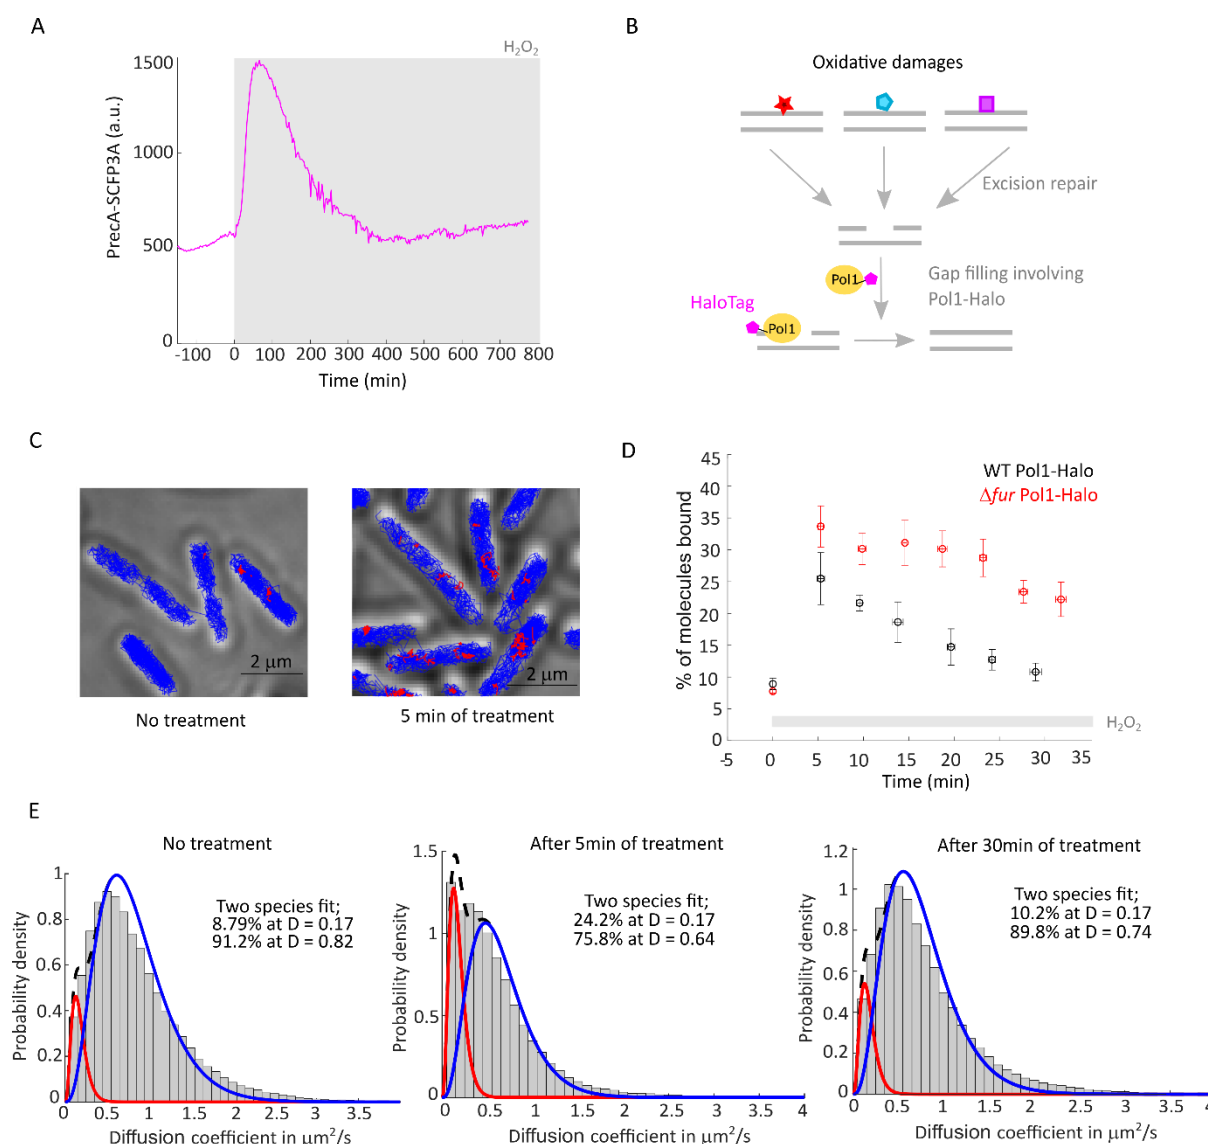 A
H₂O₂
1500
1000
500
0
PrecA-SCFP3A (a.u.)
-100 0 100 200 300 400 500 600 700 800
Time (min)
B
Oxidative damages
Excision repair
Pol1
Gap filling involving
Pol1-Halo
HaloTag
Pol1
C
2 μm
No treatment
2 μm
5 min of treatment
D
45
40
35
30
25
20
15
10
5
0
% of molecules bound
WT Pol1-Halo
Δfur Pol1-Halo
H₂O₂
-5 0 5 10 15 20 25 30 35
Time (min)
E
No treatment
1
0.8
0.6
0.4
0.2
0
Probability density
Two species fit;
8.79% at D = 0.17
91.2% at D = 0.82
0 0.5 1 1.5 2 2.5 3 3.5
Diffusion coefficient in μm²/s
After 5min of treatment
1.5
1
0.5
0
Probability density
Two species fit;
24.2% at D = 0.17
75.8% at D = 0.64
0 0.5 1 1.5 2 2.5 3 3.5 4
Diffusion coefficient in μm²/s
After 30min of treatment
1.2
1
0.8
0.6
0.4
0.2
0
Probability density
Two species fit;
10.2% at D = 0.17
89.8% at D = 0.74
0 0.5 1 1.5 2 2.5 3 3.5 4
Diffusion coefficient in μm²/s